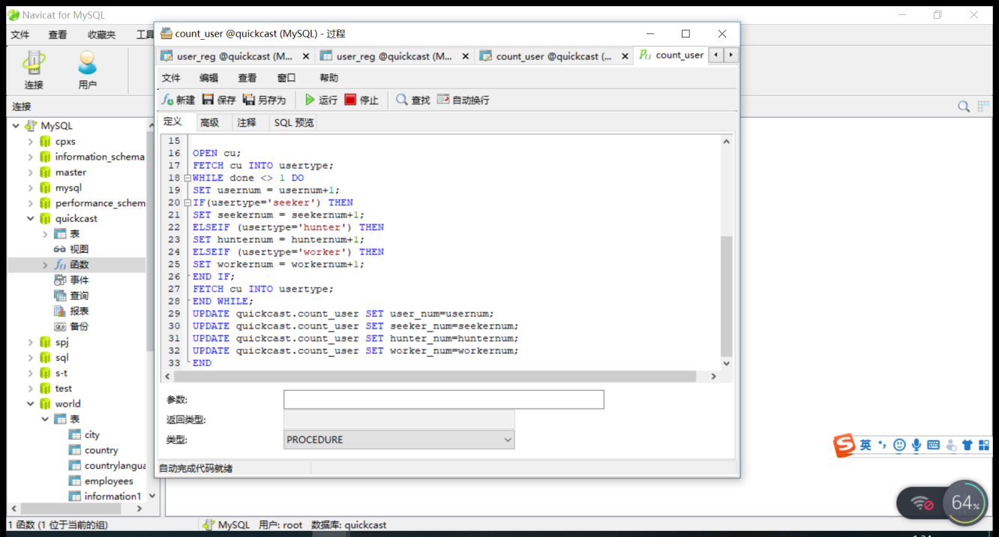 Navicat for MySQL
文件 查看 收藏夹 工具
连接
用户
连接
MySQL
cpxs
information_schema
master
mysql
performance_schem
quickcast
表
视图
函数
事件
查询
报表
备份
spj
sql
s-t
test
world
表
city
country
countrylangua
employees
information1
count_user @quickcast (MySQL) - 过程
user_reg @quickcast (M...
user_reg @quickcast (M...
count_user @quickcast (...
count_user
文件 编辑 查看 窗口 帮助
新建 保存 另存为 运行 停止 查找 自动换行
定义 高级 注释 SQL 预览
15
16 OPEN cu;
17 FETCH cu INTO usertype;
18 WHILE done <> 1 DO
19 SET usernum = usernum+1;
20 IF(usertype='seeker') THEN
21 SET seekernum = seekernum+1;
22 ELSEIF (usertype='hunter') THEN
23 SET hunternum = hunternum+1;
24 ELSEIF (usertype='worker') THEN
25 SET workernum = workernum+1;
26 END IF;
27 FETCH cu INTO usertype;
28 END WHILE;
29 UPDATE quickcast.count_user SET user_num=usernum;
30 UPDATE quickcast.count_user SET seeker_num=seekernum;
31 UPDATE quickcast.count_user SET hunter_num=hunternum;
32 UPDATE quickcast.count_user SET worker_num=workernum;
33 END
参数:
返回类型:
类型: PROCEDURE
自动完成代码就绪
英
64%
1 函数 (1 位于当前的组) MySQL 用户: root 数据库: quickcast